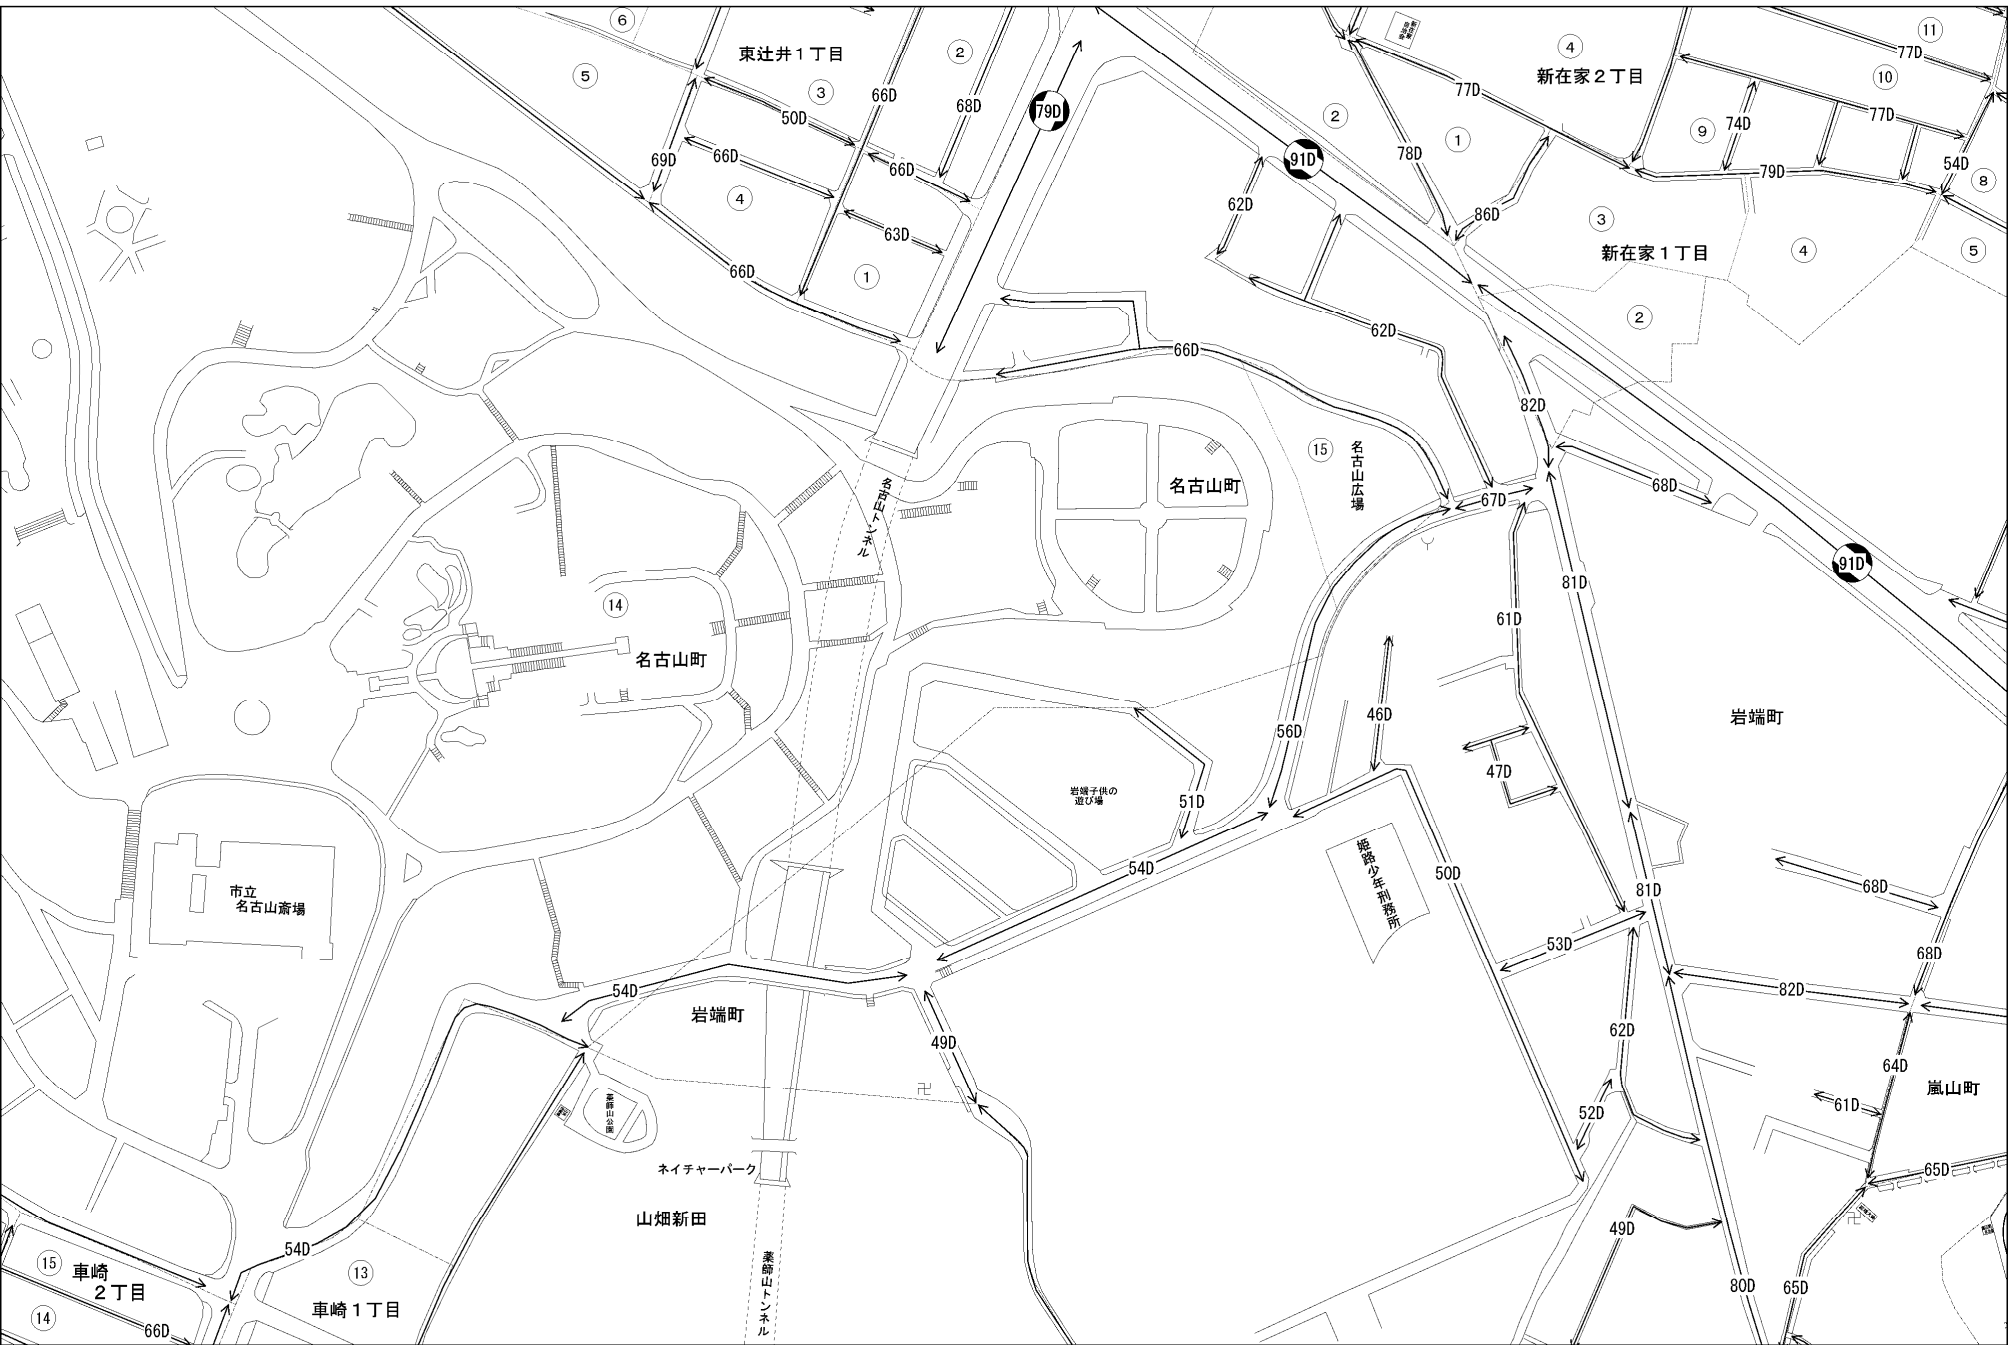 ⑥
⑤
東辻井１丁目
②
③
66D
68D
50D
79D
69D
66D
66D
④
63D
①
66D
④
新在家２丁目
⑪
77D
⑩
77D
②
①
77D
⑨
74D
91D
78D
54D
79D
⑧
62D
86D
③
新在家１丁目
④
⑤
②
62D
66D
82D
⑮
名古山広場
名古山町
68D
67D
名古山トンネル
91D
81D
⑭
61D
名古山町
岩端町
46D
56D
47D
岩端子供の
遊び場
51D
姫路少年刑務所
54D
50D
81D
68D
市立
名古山斎場
53D
68D
54D
82D
岩端町
49D
62D
64D
嵐山町
薬師山公園
52D
61D
ネイチャーパーク
65D
山畑新田
49D
54D
薬師山トンネル
⑮
車崎
２丁目
⑬
車崎１丁目
80D
65D
⑭
66D